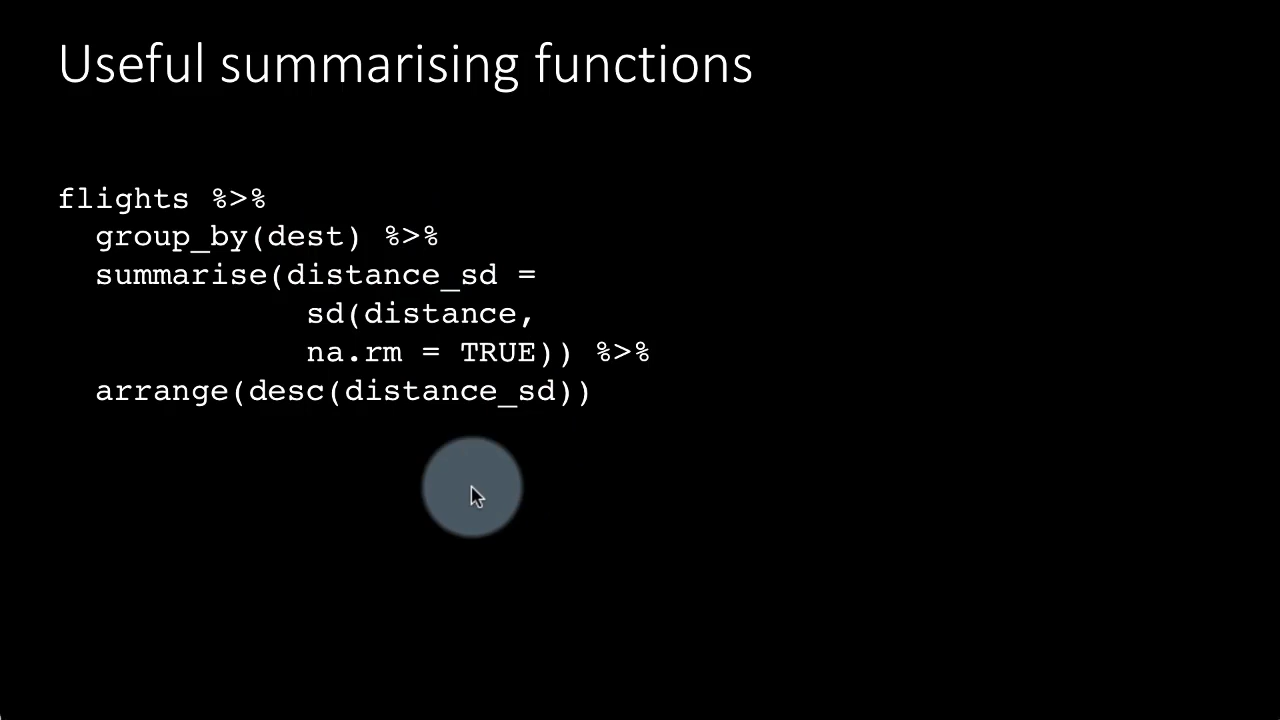 Useful summarising functions
flights %>%
group_by(dest) %>%
summarise(distance_sd =
sd(distance,
na.rm = TRUE)) %>%
arrange(desc(distance_sd))